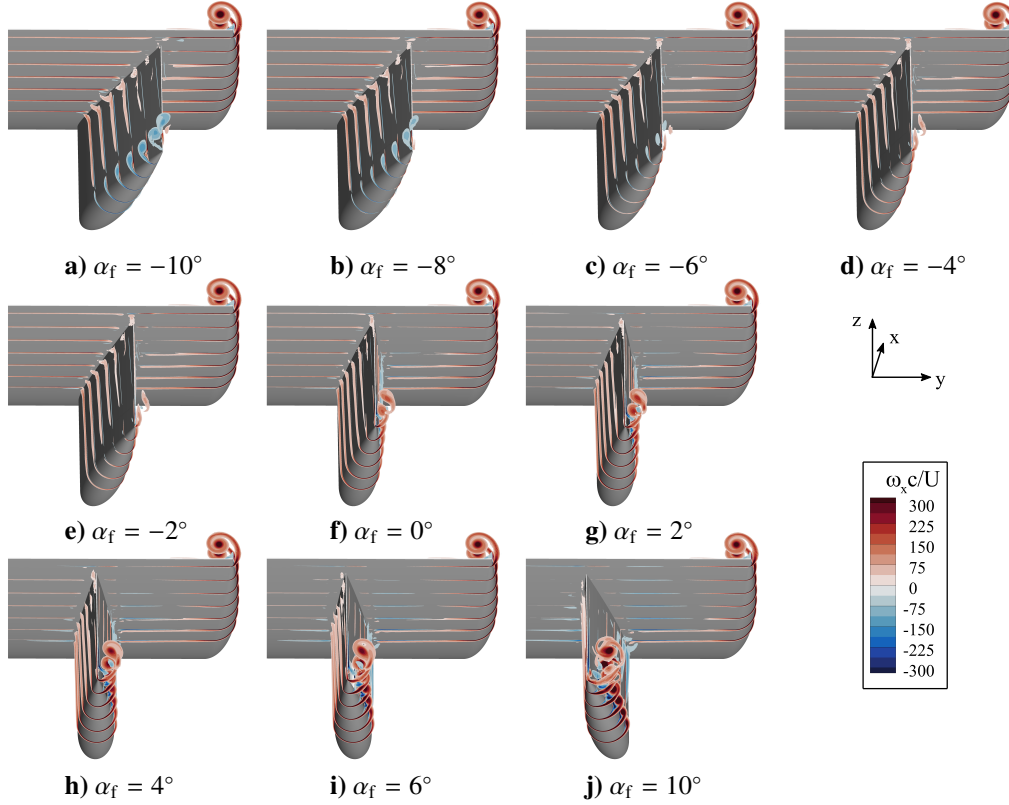 a) αf = −10°
b) αf = −8°
c) αf = −6°
d) αf = −4°
z
x
y
e) αf = −2°
f) αf = 0°
g) αf = 2°
ωxc/U
300
225
150
75
0
-75
-150
-225
-300
h) αf = 4°
i) αf = 6°
j) αf = 10°